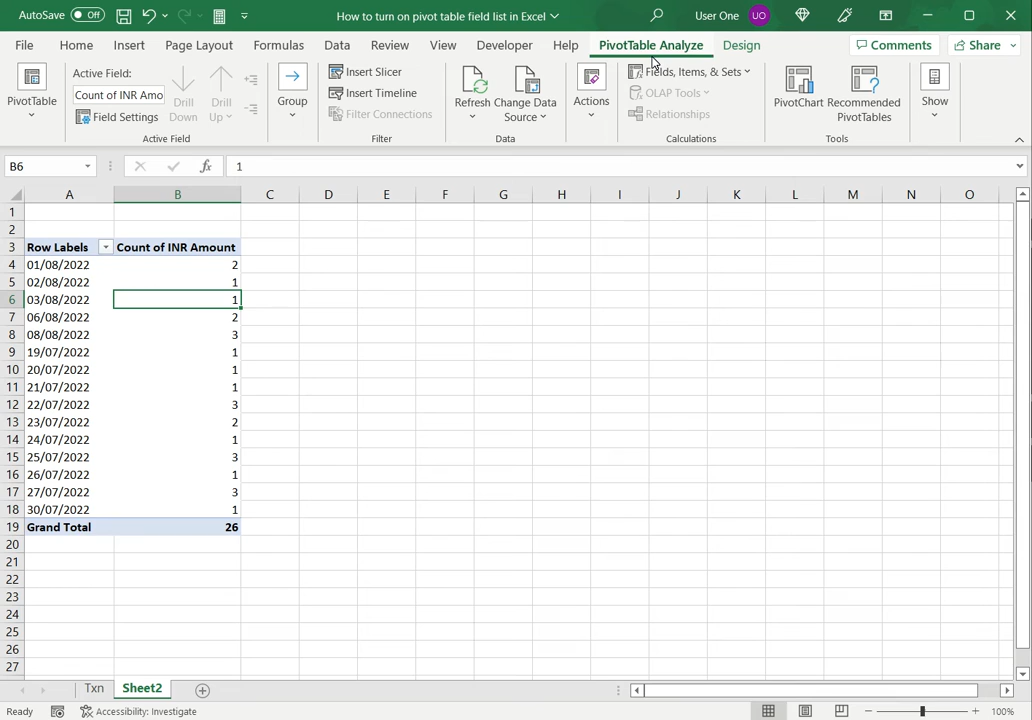 AutoSave Off How to turn on pivot table field list in Excel User One UO
File Home Insert Page Layout Formulas Data Review View Developer Help PivotTable Analyze Design Comments Share
PivotTable
Active Field:
Count of INR Amo
Field Settings
Drill Down
Drill Up
Active Field
Group
Insert Slicer
Insert Timeline
Filter Connections
Filter
Refresh
Change Data Source
Data
Actions
Fields, Items, & Sets
OLAP Tools
Relationships
Calculations
PivotChart
Recommended PivotTables
Tools
Show
B6 fx 1
A B C D E F G H I J K L M N O
1
2
3 Row Labels Count of INR Amount
4 01/08/2022 2
5 02/08/2022 1
6 03/08/2022 1
7 06/08/2022 2
8 08/08/2022 3
9 19/07/2022 1
10 20/07/2022 1
11 21/07/2022 1
12 22/07/2022 3
13 23/07/2022 2
14 24/07/2022 1
15 25/07/2022 3
16 26/07/2022 1
17 27/07/2022 3
18 30/07/2022 1
19 Grand Total 26
20
21
22
23
24
25
26
27
Txn Sheet2
Ready Accessibility: Investigate 100%